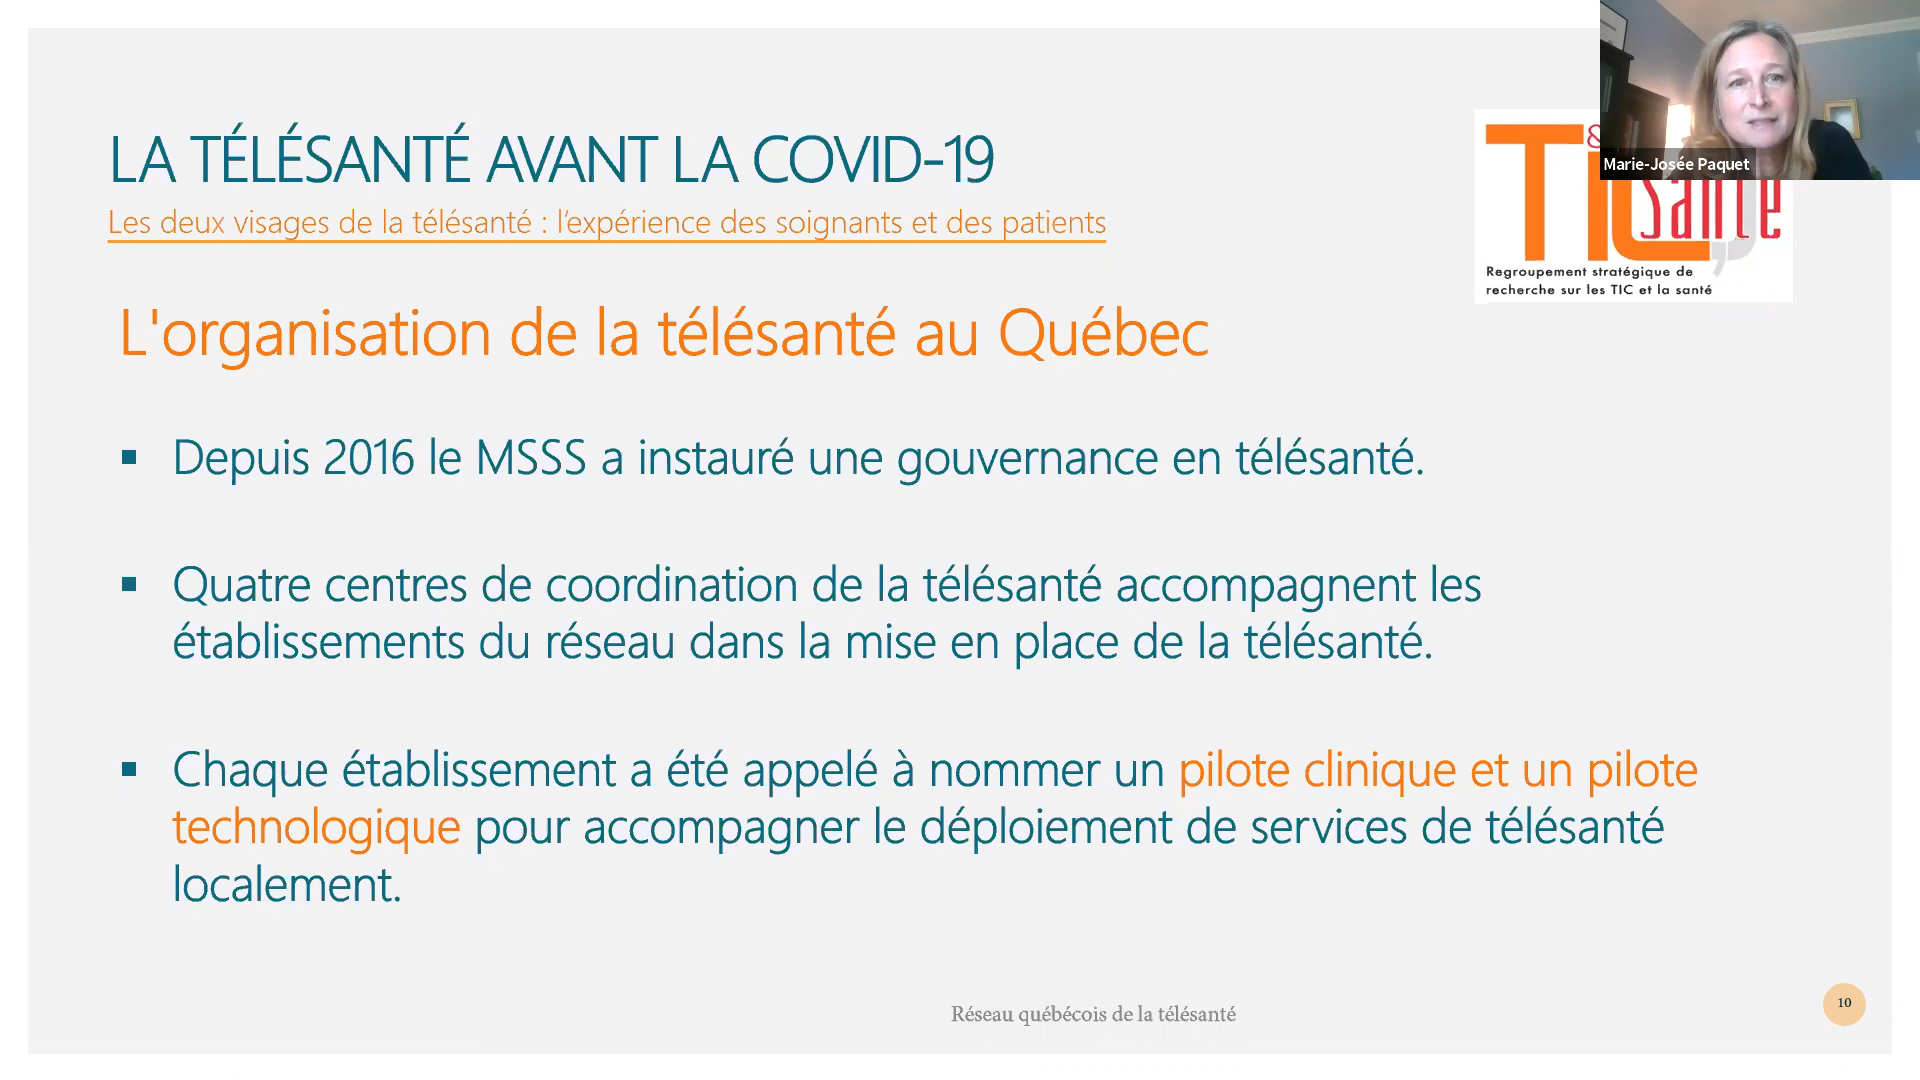 LA TÉLÉSANTÉ AVANT LA COVID-19
Les deux visages de la télésanté : l’expérience des soignants et des patients
Marie-Josée Paquet
TIC
&
santé
Regroupement stratégique de
recherche sur les TIC et la santé
L'organisation de la télésanté au Québec
▪ Depuis 2016 le MSSS a instauré une gouvernance en télésanté.
▪ Quatre centres de coordination de la télésanté accompagnent les
établissements du réseau dans la mise en place de la télésanté.
▪ Chaque établissement a été appelé à nommer un pilote clinique et un pilote
technologique pour accompagner le déploiement de services de télésanté
localement.
Réseau québécois de la télésanté
10